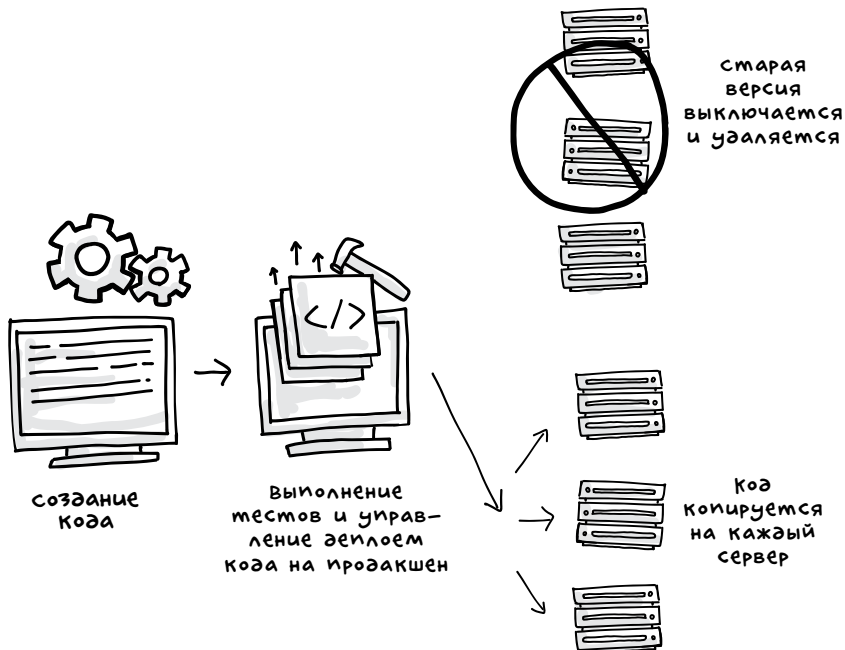 старая
версия
выключается
и удаляется
</>
создание
кода
выполнение
тестов и управ-
ление деплоем
кода на продакшен
код
копируется
на каждый
сервер